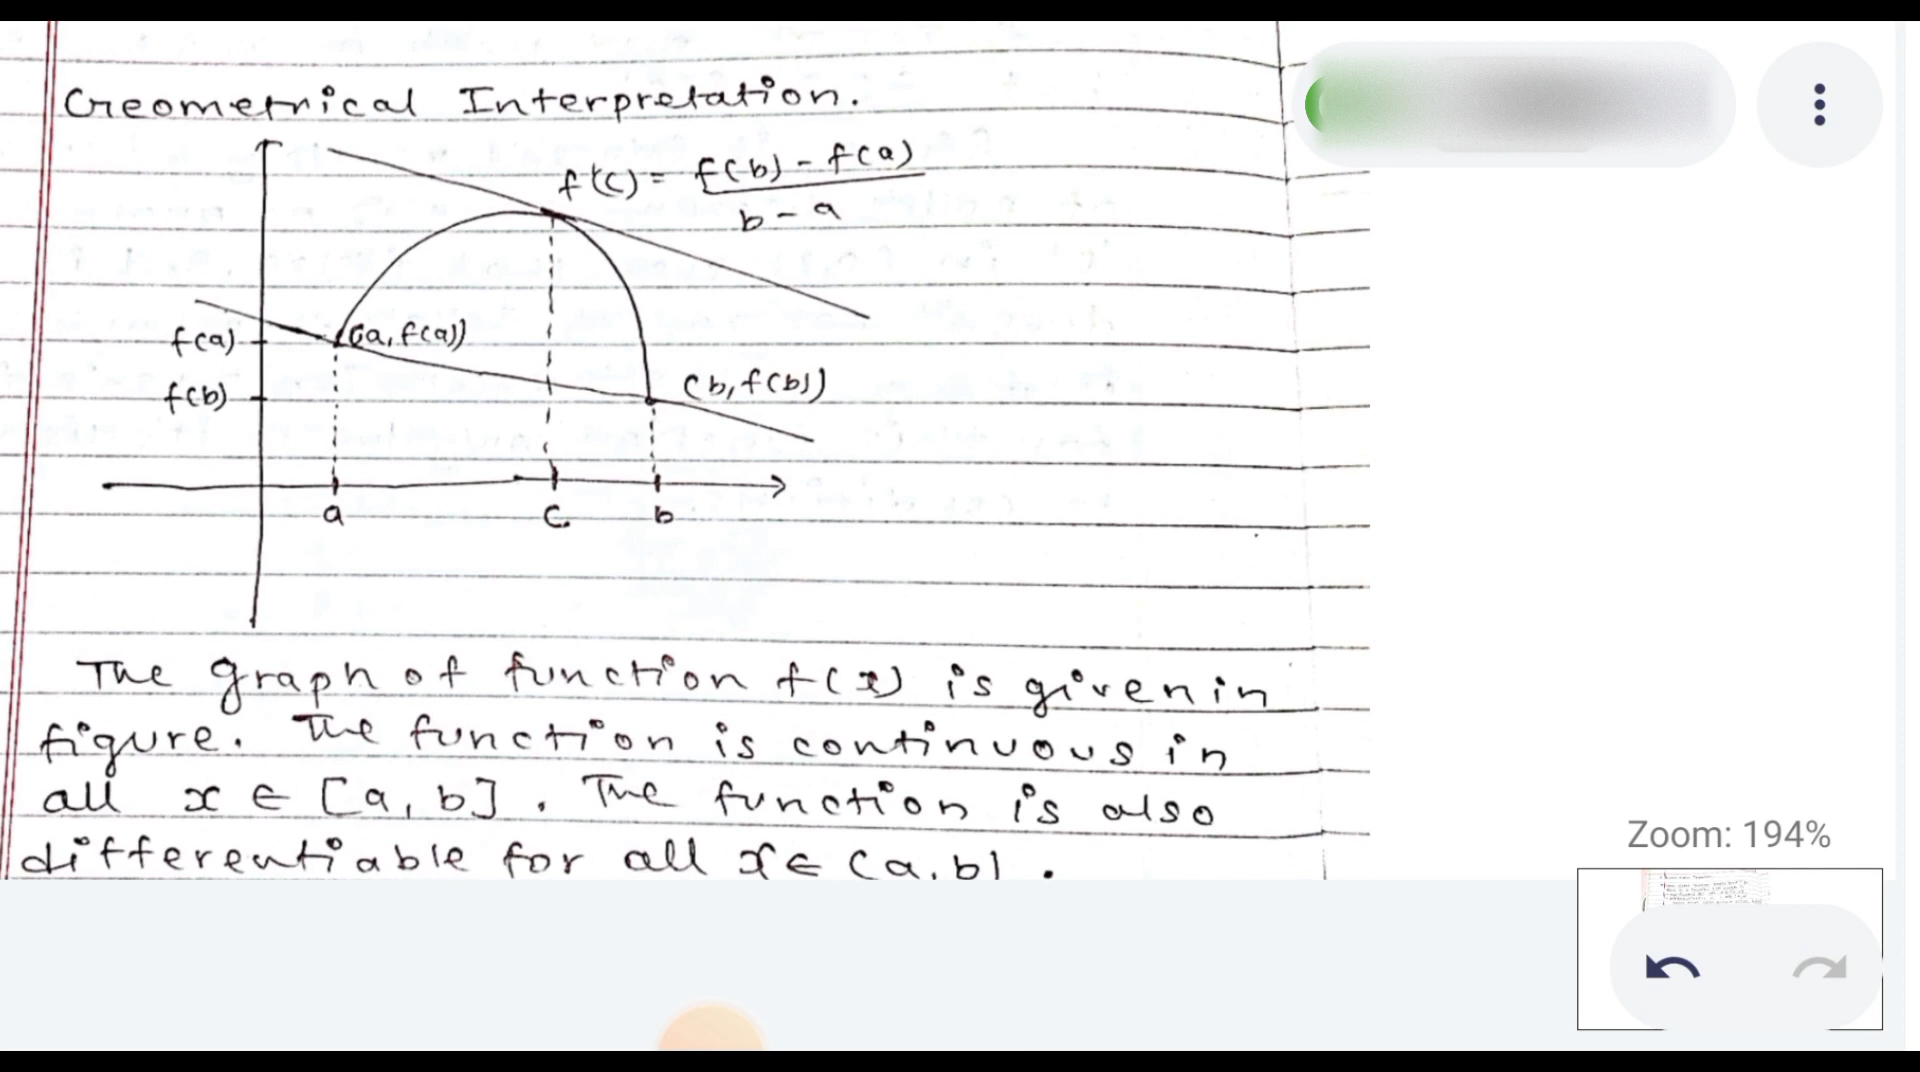 Geometrical Interpretation.
f'(c) = f(b) - f(a)
b - a
f(a)
(a, f(a))
f(b)
(b, f(b))
a
c
b
The graph of function f(x) is given in
figure. The function is continuous in
all x ∈ [a, b]. The function is also
differentiable for all x ∈ (a, b).
Zoom: 194%